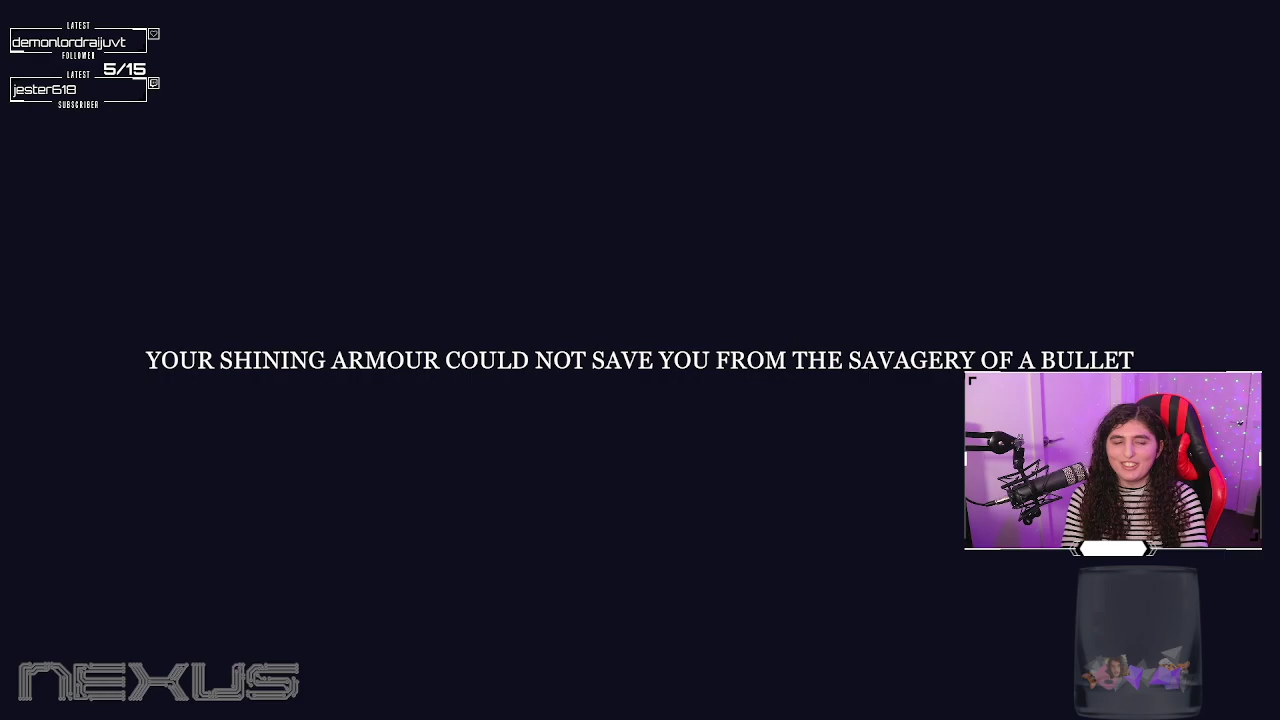 LATEST
demonlordraijuvt
FOLLOWER
5/15
LATEST
jester618
SUBSCRIBER
YOUR SHINING ARMOUR COULD NOT SAVE YOU FROM THE SAVAGERY OF A BULLET
NEXUS